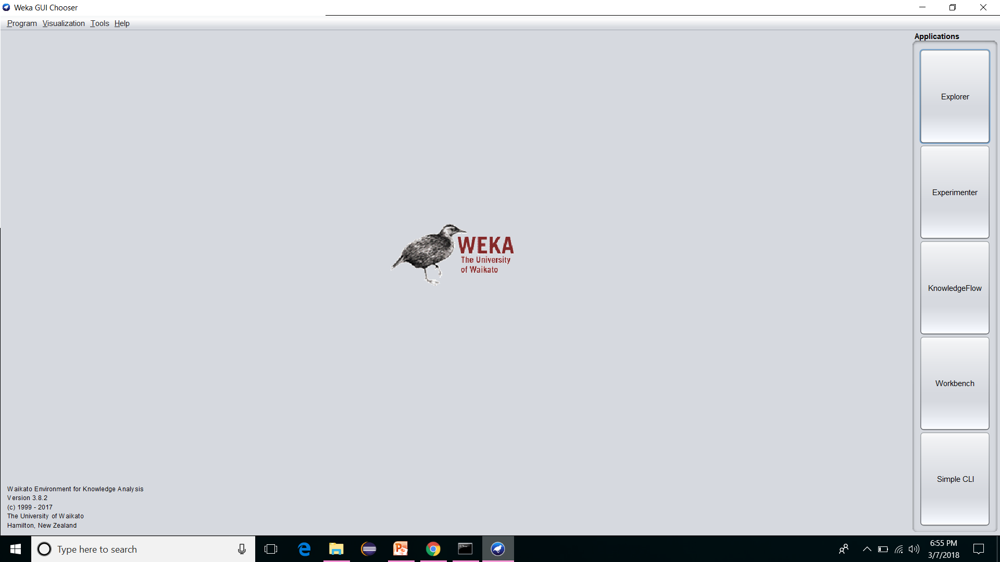 Weka GUI Chooser
Program Visualization Tools Help
Applications
Explorer
Experimenter
KnowledgeFlow
Workbench
Simple CLI
WEKA
The University
of Waikato
Waikato Environment for Knowledge Analysis
Version 3.8.2
(c) 1999 - 2017
The University of Waikato
Hamilton, New Zealand
Type here to search
6:55 PM
3/7/2018